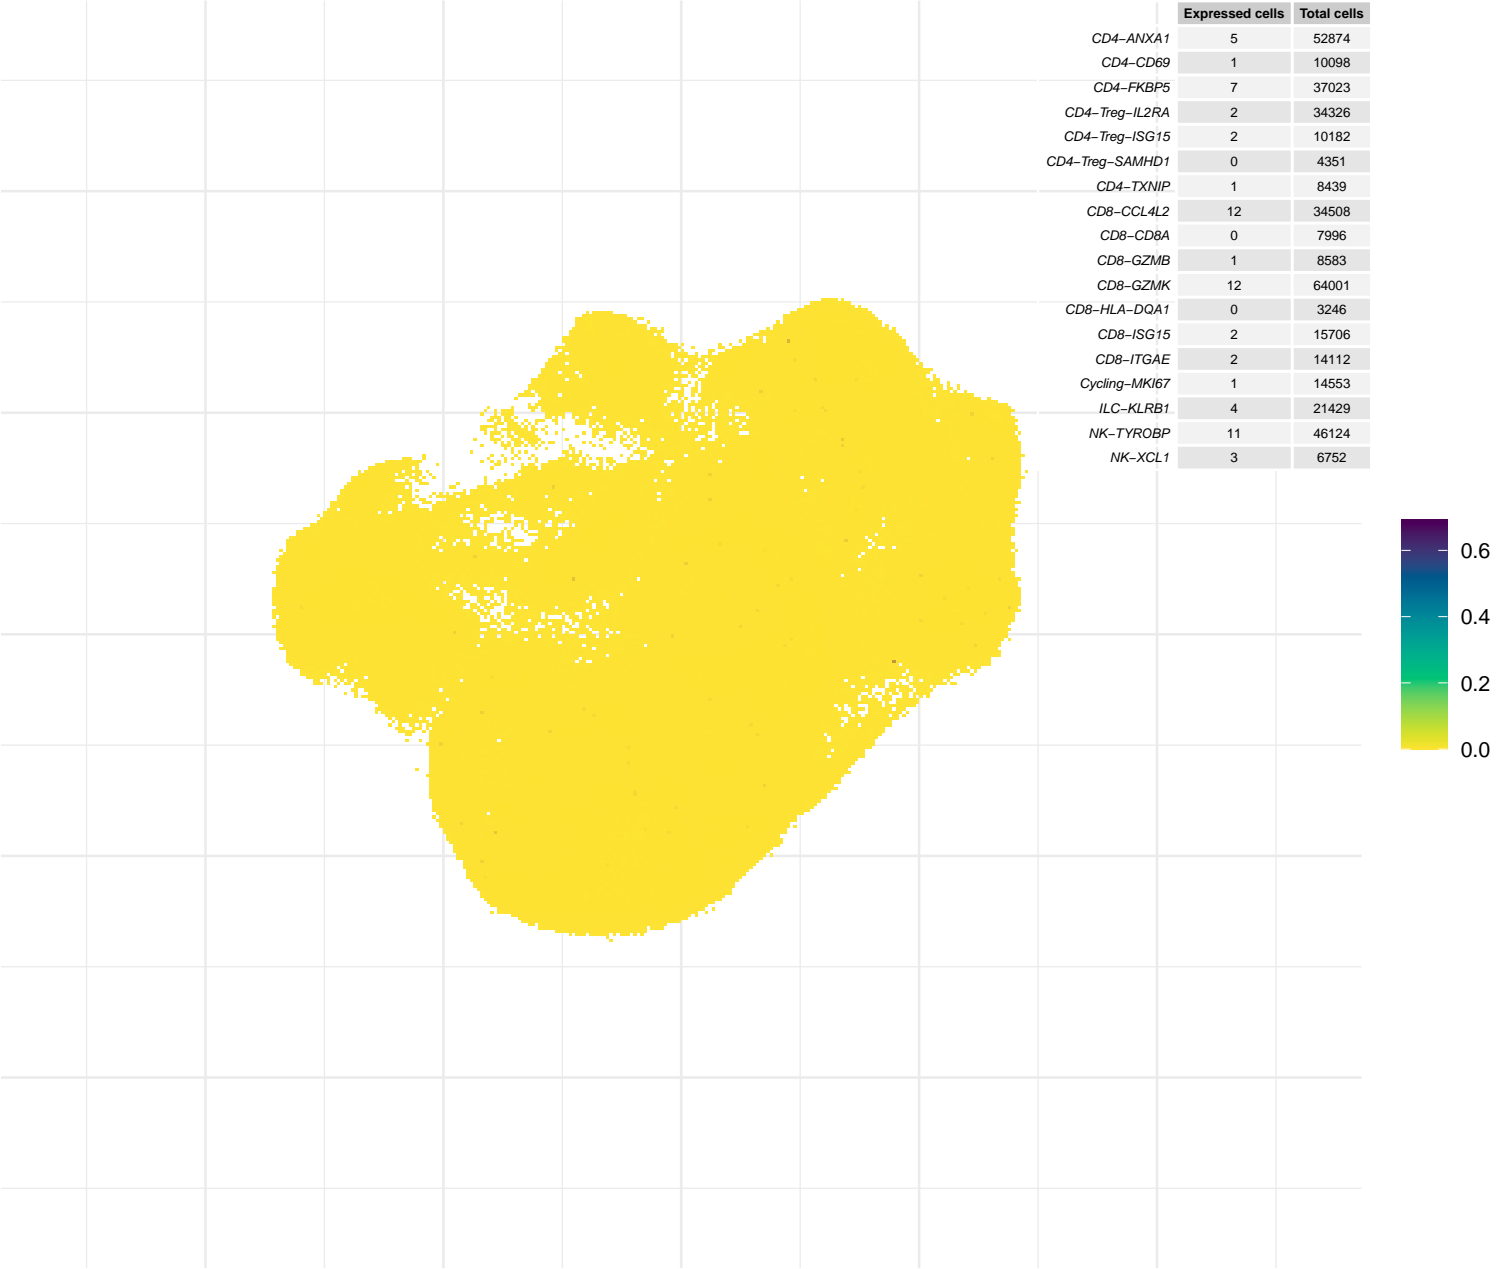 Expressed cells Total cells
CD4−ANXA1 5 52874
CD4−CD69 1 10098
CD4−FKBP5 7 37023
CD4−Treg−IL2RA 2 34326
CD4−Treg−ISG15 2 10182
CD4−Treg−SAMHD1 0 4351
CD4−TXNIP 1 8439
CD8−CCL4L2 12 34508
CD8−CD8A 0 7996
CD8−GZMB 1 8583
CD8−GZMK 12 64001
CD8−HLA−DQA1 0 3246
CD8−ISG15 2 15706
CD8−ITGAE 2 14112
Cycling−MKI67 1 14553
ILC−KLRB1 4 21429
NK−TYROBP 11 46124
NK−XCL1 3 6752
0.6
0.4
0.2
0.0